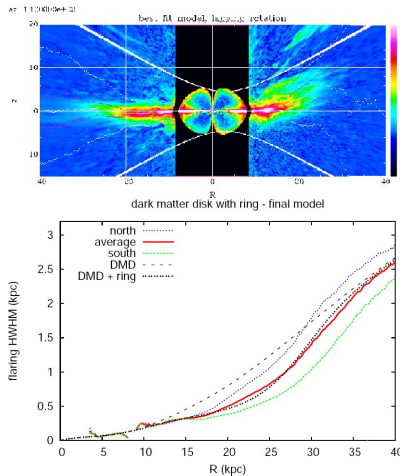 best fit model, lagging rotation
20
10
z
0
10
40
20
0
20
40
R
dark matter disk with ring - final model
3
2.5
2
1.5
1
0.5
0
flaring HWHM (kpc)
north
average
south
DMD
DMD + ring
0 5 10 15 20 25 30 35 40
R (kpc)